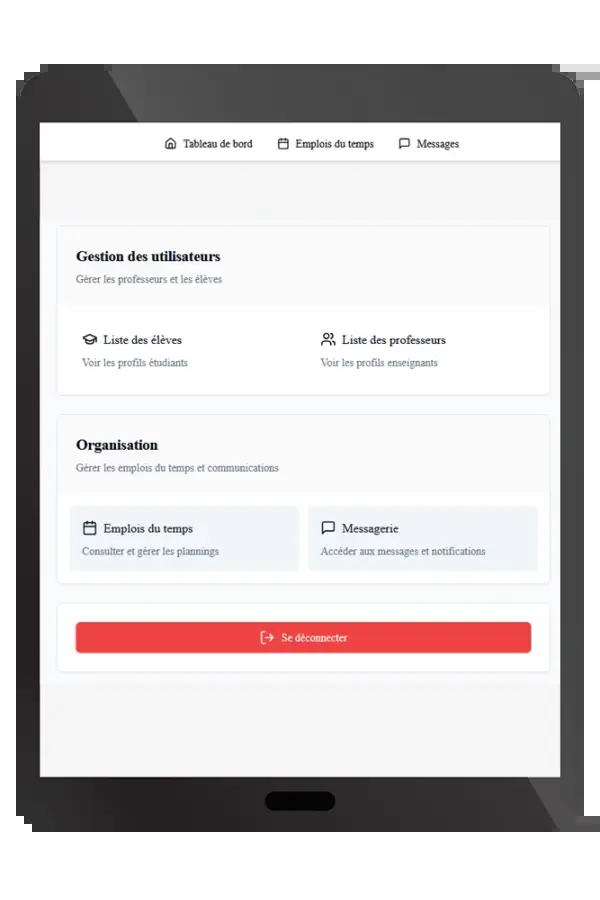 Tableau de bord Emplois du temps Messages
Gestion des utilisateurs
Gérer les professeurs et les élèves
Liste des élèves Liste des professeurs
Voir les profils étudiants Voir les profils enseignants
Organisation
Gérer les emplois du temps et communications
Emplois du temps Messagerie
Consulter et gérer les plannings Accéder aux messages et notifications
Se déconnecter